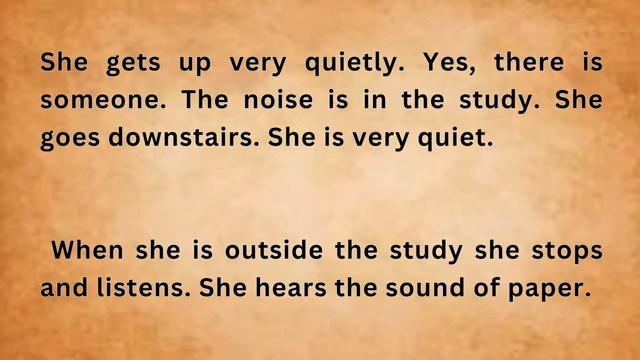 She gets up very quietly. Yes, there is
someone. The noise is in the study. She
goes downstairs. She is very quiet.
When she is outside the study she stops
and listens. She hears the sound of paper.